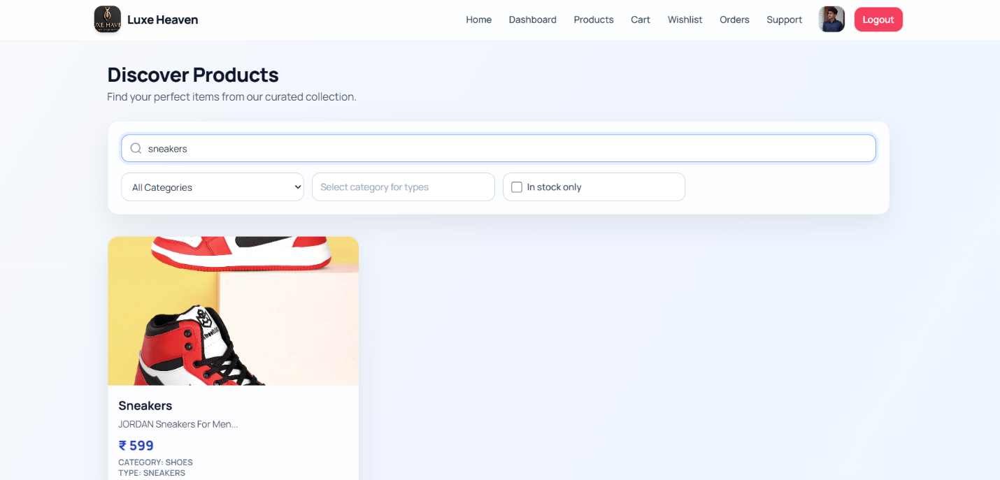 Luxe Heaven
Home Dashboard Products Cart Wishlist Orders Support Logout
Discover Products
Find your perfect items from our curated collection.
sneakers
All Categories Select category for types In stock only
Sneakers
JORDAN Sneakers For Men...
₹ 599
CATEGORY: SHOES
TYPE: SNEAKERS